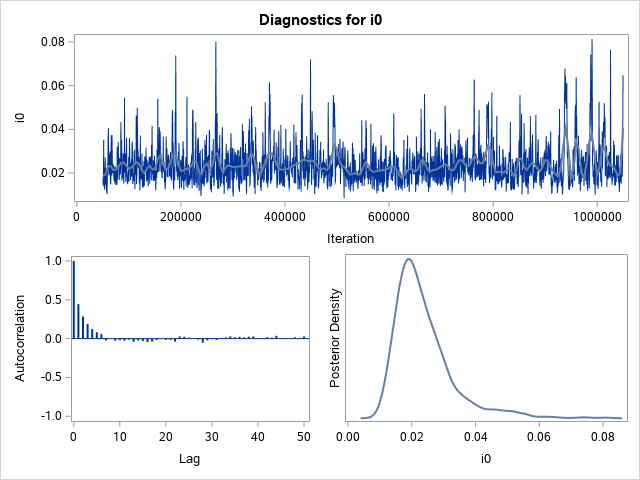 Diagnostics for i0
0.08
0.06
0.04
0.02
i0
0 200000 400000 600000 800000 1000000
Iteration
1.0
0.5
0.0
-0.5
-1.0
Autocorrelation
0 10 20 30 40 50
Lag
Posterior Density
0.00 0.02 0.04 0.06 0.08
i0